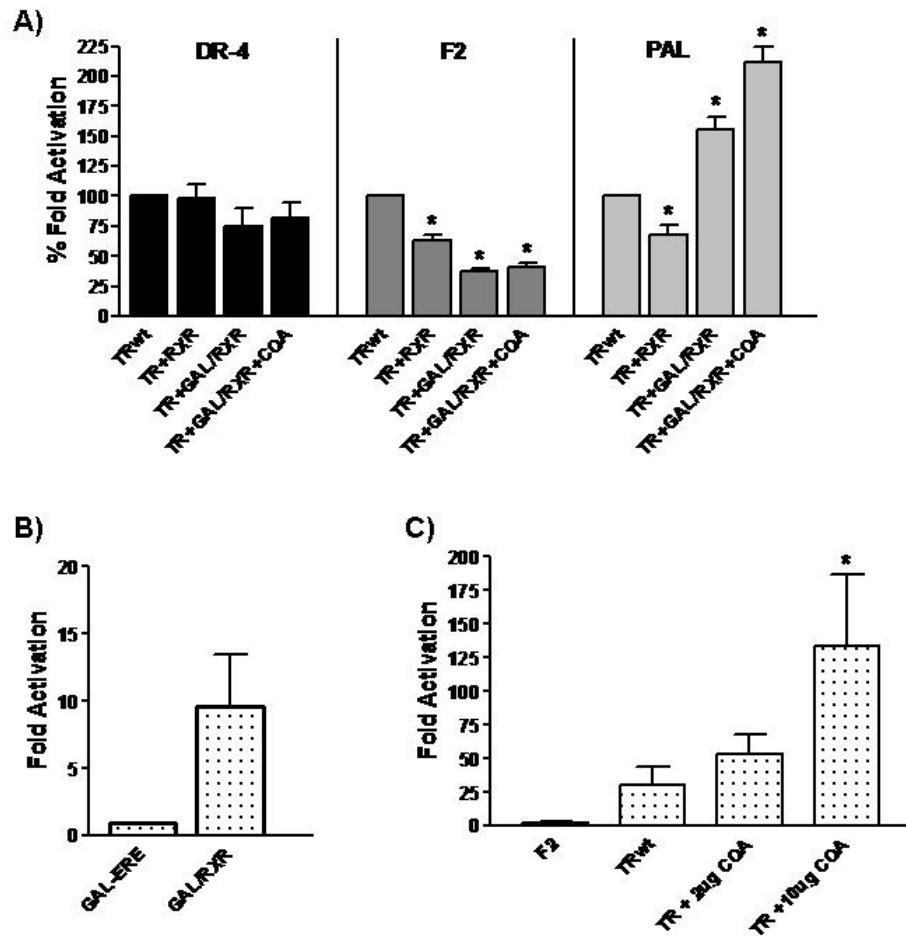 A)
DR-4
F2
PAL
% Fold Activation
225
200
175
150
125
100
75
50
25
0
*
*
*
*
*
*
TRwt
TR+RXR
TR+GAL/RXR
TR+GAL/RXR+COA
TRwt
TR+RXR
TR+GAL/RXR
TR+GAL/RXR+COA
TRwt
TR+RXR
TR+GAL/RXR
TR+GAL/RXR+COA
B)
Fold Activation
20
15
10
5
0
GAL-ERE
GAL/RXR
C)
Fold Activation
200
175
150
125
100
75
50
25
0
*
F2
TRwt
TR + 2ug COA
TR +10ug COA